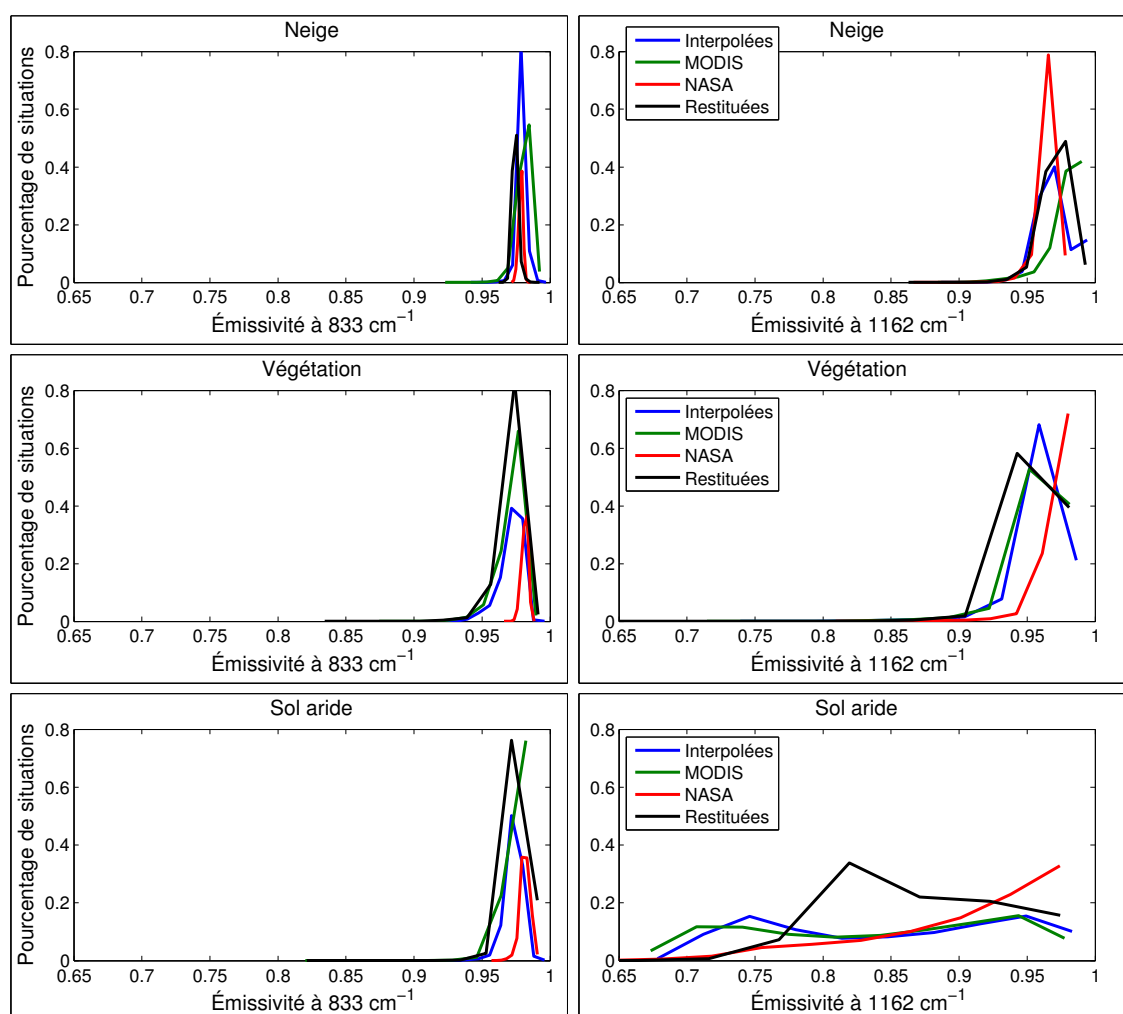 Neige
Pourcentage de situations
0.8
0.6
0.4
0.2
0
0.65 0.7 0.75 0.8 0.85 0.9 0.95 1
Émissivité à 833 cm⁻¹
Neige
Interpolées
MODIS
NASA
Restituées
0.8
0.6
0.4
0.2
0
0.65 0.7 0.75 0.8 0.85 0.9 0.95 1
Émissivité à 1162 cm⁻¹
Végétation
Pourcentage de situations
0.8
0.6
0.4
0.2
0
0.65 0.7 0.75 0.8 0.85 0.9 0.95 1
Émissivité à 833 cm⁻¹
Végétation
Interpolées
MODIS
NASA
Restituées
0.8
0.6
0.4
0.2
0
0.65 0.7 0.75 0.8 0.85 0.9 0.95 1
Émissivité à 1162 cm⁻¹
Sol aride
Pourcentage de situations
0.8
0.6
0.4
0.2
0
0.65 0.7 0.75 0.8 0.85 0.9 0.95 1
Émissivité à 833 cm⁻¹
Sol aride
Interpolées
MODIS
NASA
Restituées
0.8
0.6
0.4
0.2
0
0.65 0.7 0.75 0.8 0.85 0.9 0.95 1
Émissivité à 1162 cm⁻¹